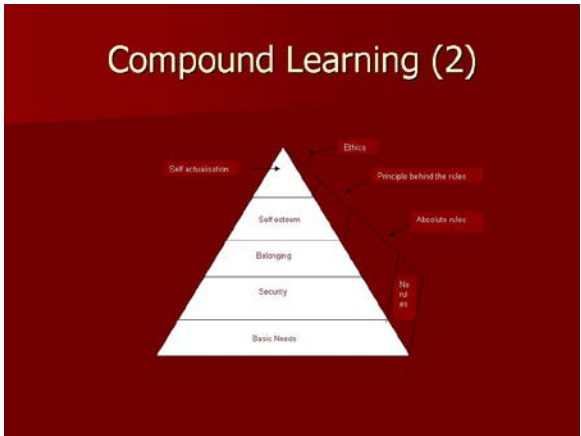 Compound Learning (2)
Ethics
Self actualisation
Principle behind the rules
Self esteem
Absolute rules
Belonging
No
rul
es
Security
Basic Needs